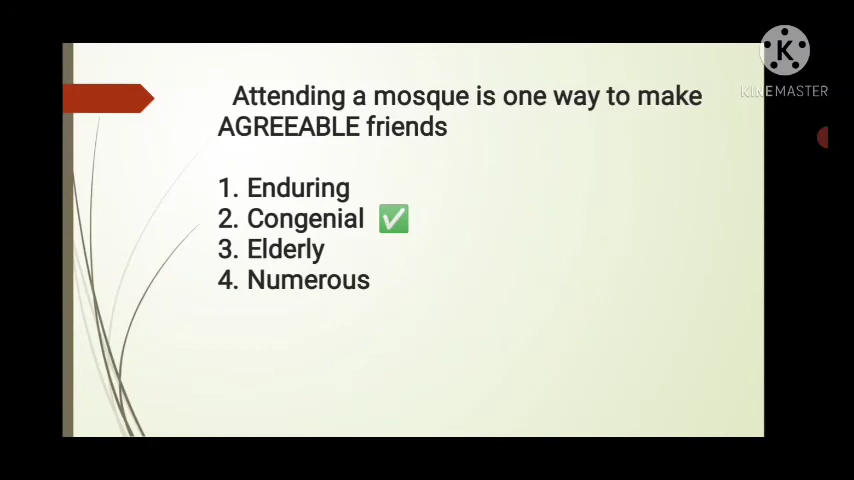 KINEMASTER
Attending a mosque is one way to make
AGREEABLE friends
1. Enduring
2. Congenial ✅
3. Elderly
4. Numerous